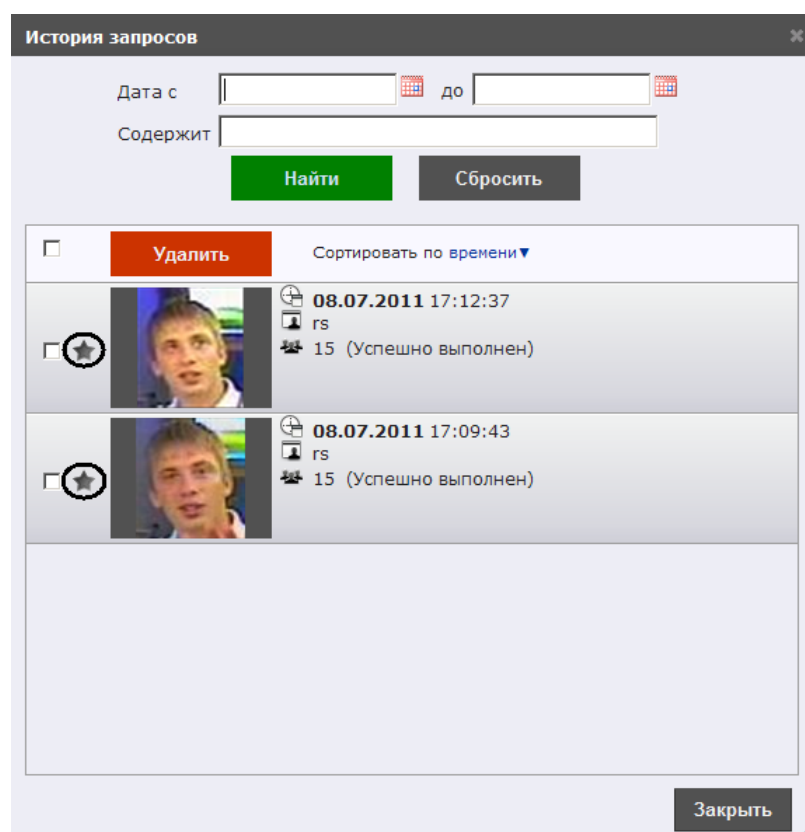 История запросов
Дата с до
Содержит
Найти Сбросить
Удалить Сортировать по времени▼
08.07.2011 17:12:37
rs
15 (Успешно выполнен)
08.07.2011 17:09:43
rs
15 (Успешно выполнен)
Закрыть